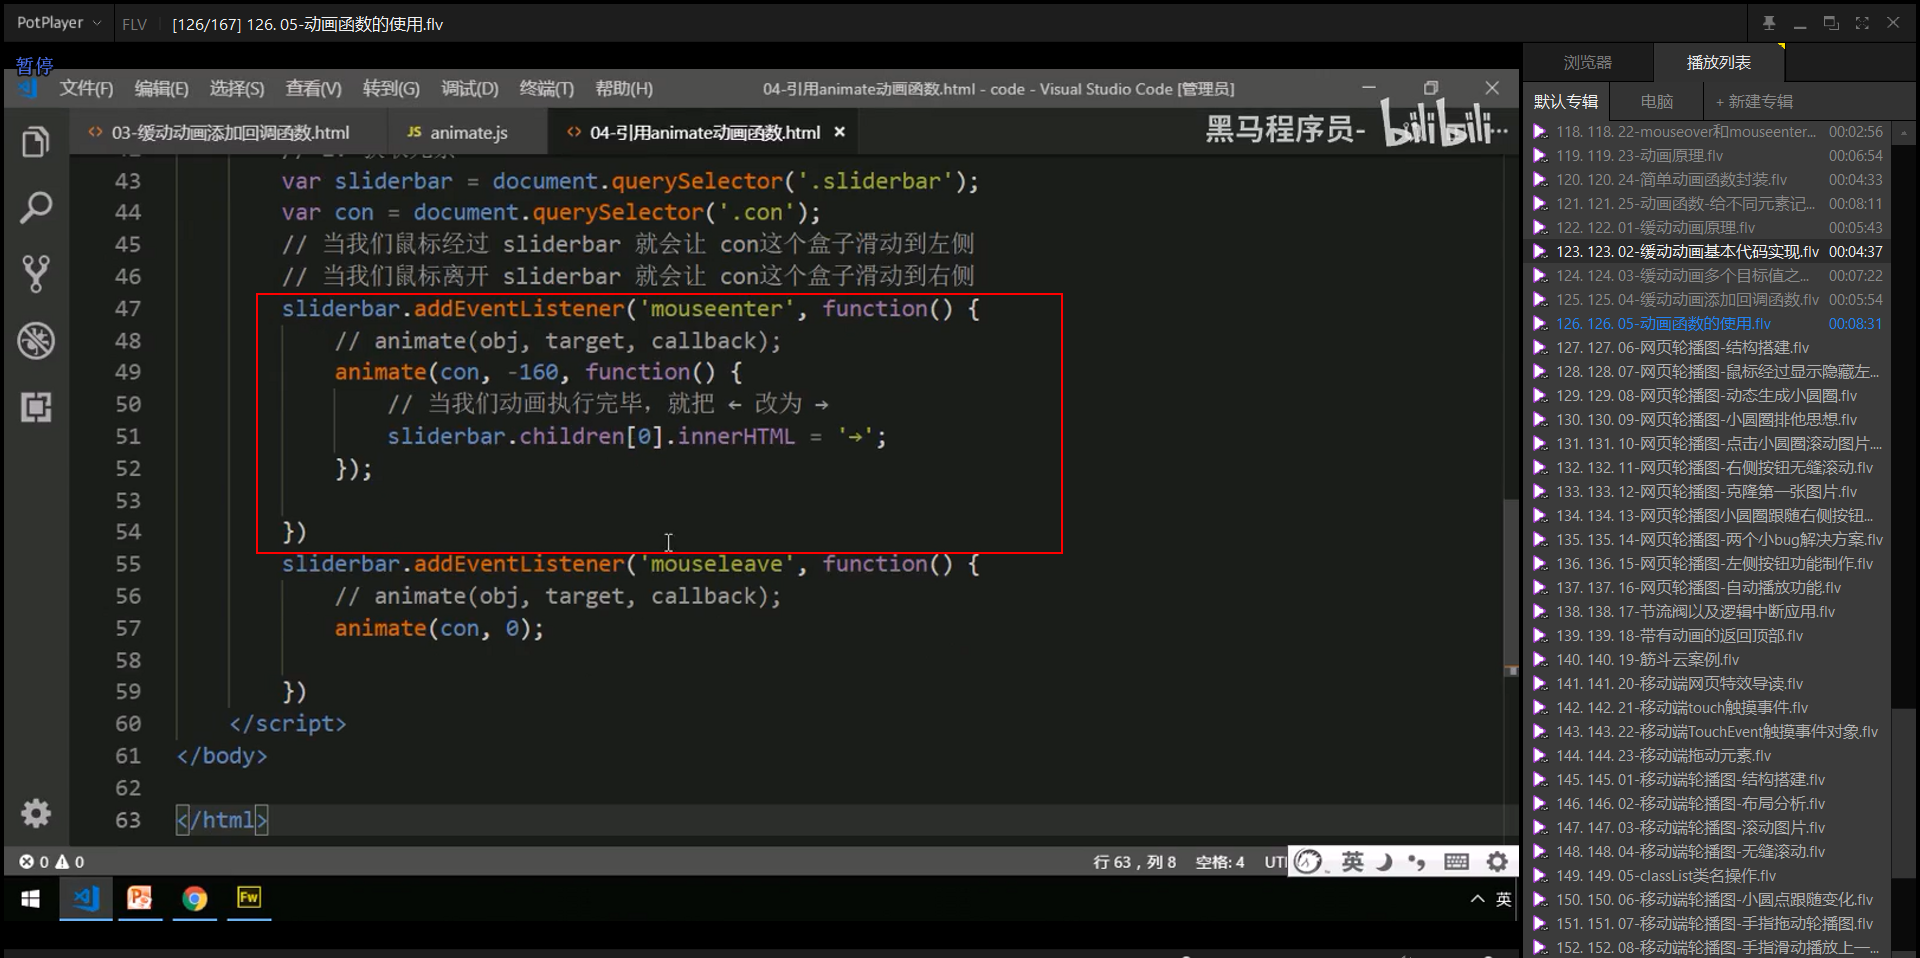 PotPlayer
FLV
[126/167] 126. 05-动画函数的使用.flv
暂停
文件(F) 编辑(E) 选择(S) 查看(V) 转到(G) 调试(D) 终端(T) 帮助(H)
04-引用animate动画函数.html - code - Visual Studio Code [管理员]
<> 03-缓动动画添加回调函数.html
JS animate.js
<> 04-引用animate动画函数.html ×
黑马程序员- bilibili
43 var sliderbar = document.querySelector('.sliderbar');
44 var con = document.querySelector('.con');
45 // 当我们鼠标经过 sliderbar 就会让 con这个盒子滑动到左侧
46 // 当我们鼠标离开 sliderbar 就会让 con这个盒子滑动到右侧
47 sliderbar.addEventListener('mouseenter', function() {
48 // animate(obj, target, callback);
49 animate(con, -160, function() {
50 // 当我们动画执行完毕，就把 ← 改为 →
51 sliderbar.children[0].innerHTML = '→';
52 });
53
54 })
55 sliderbar.addEventListener('mouseleave', function() {
56 // animate(obj, target, callback);
57 animate(con, 0);
58
59 })
60 </script>
61 </body>
62
63 </html>
0 0
行 63，列 8 空格: 4
英
英
浏览器 播放列表
默认专辑 电脑 + 新建专辑
118. 118. 22-mouseover和mouseenter... 00:02:56
119. 119. 23-动画原理.flv 00:06:54
120. 120. 24-简单动画函数封装.flv 00:04:33
121. 121. 25-动画函数-给不同元素记... 00:08:11
122. 122. 01-缓动动画原理.flv 00:05:43
123. 123. 02-缓动动画基本代码实现.flv 00:04:37
124. 124. 03-缓动动画多个目标值之... 00:07:22
125. 125. 04-缓动动画添加回调函数.flv 00:05:54
126. 126. 05-动画函数的使用.flv 00:08:31
127. 127. 06-网页轮播图-结构搭建.flv
128. 128. 07-网页轮播图-鼠标经过显示隐藏左...
129. 129. 08-网页轮播图-动态生成小圆圈.flv
130. 130. 09-网页轮播图-小圆圈排他思想.flv
131. 131. 10-网页轮播图-点击小圆圈滚动图片....
132. 132. 11-网页轮播图-右侧按钮无缝滚动.flv
133. 133. 12-网页轮播图-克隆第一张图片.flv
134. 134. 13-网页轮播图小圆圈跟随右侧按钮...
135. 135. 14-网页轮播图-两个小bug解决方案.flv
136. 136. 15-网页轮播图-左侧按钮功能制作.flv
137. 137. 16-网页轮播图-自动播放功能.flv
138. 138. 17-节流阀以及逻辑中断应用.flv
139. 139. 18-带有动画的返回顶部.flv
140. 140. 19-筋斗云案例.flv
141. 141. 20-移动端网页特效导读.flv
142. 142. 21-移动端touch触摸事件.flv
143. 143. 22-移动端TouchEvent触摸事件对象.flv
144. 144. 23-移动端拖动元素.flv
145. 145. 01-移动端轮播图-结构搭建.flv
146. 146. 02-移动端轮播图-布局分析.flv
147. 147. 03-移动端轮播图-滚动图片.flv
148. 148. 04-移动端轮播图-无缝滚动.flv
149. 149. 05-classList类名操作.flv
150. 150. 06-移动端轮播图-小圆点跟随变化.flv
151. 151. 07-移动端轮播图-手指拖动轮播图.flv
152. 152. 08-移动端轮播图-手指滑动播放上一...